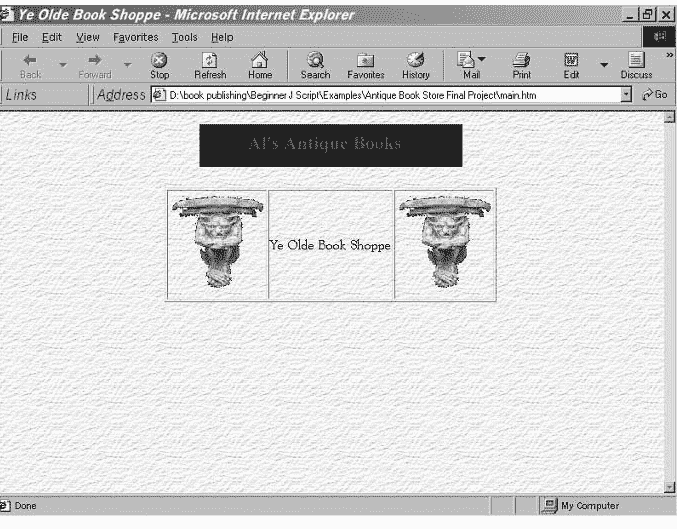 Ye Olde Book Shoppe - Microsoft Internet Explorer
File Edit View Favorites Tools Help
Back Forward Stop Refresh Home Search Favorites History Mail Print Edit Discuss »
Links Address D:\book publishing\Beginner J Script\Examples\Antique Book Store Final Project\main.htm Go
Al's Antique Books
Ye Olde Book Shoppe
Done My Computer